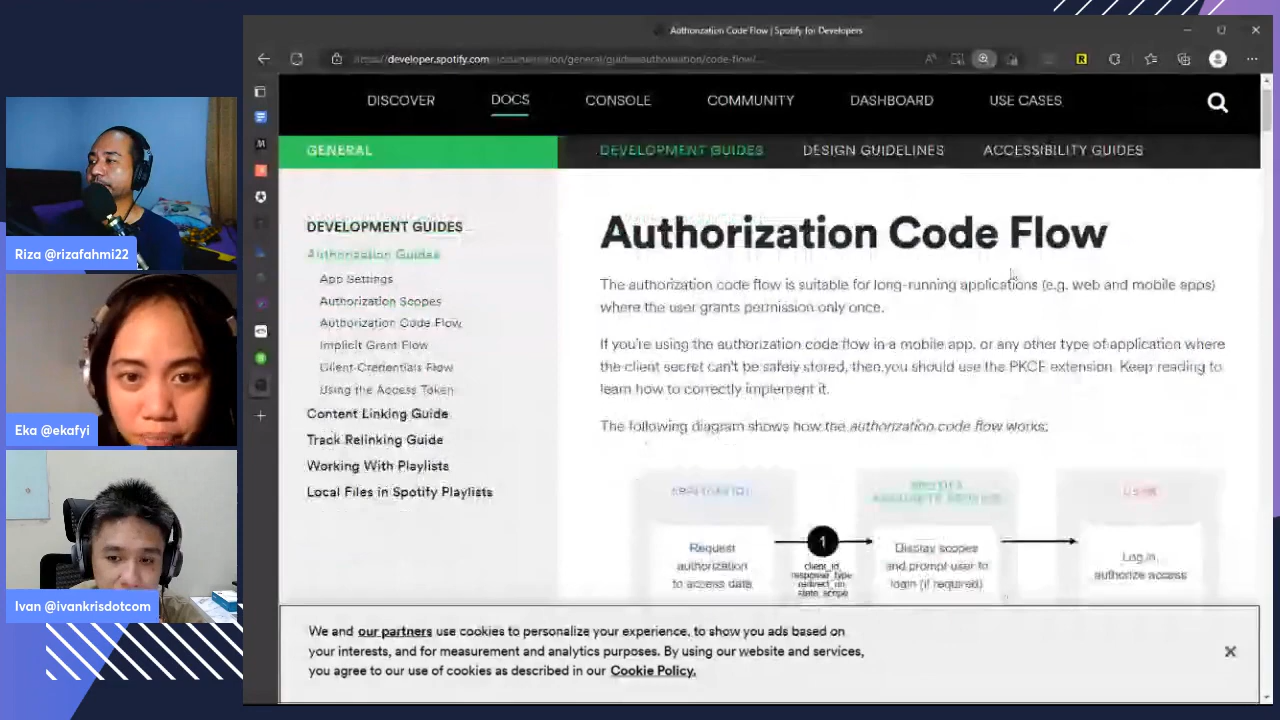 Authorization Code Flow | Spotify for Developers
developer.spotify.com
DISCOVER DOCS CONSOLE COMMUNITY DASHBOARD USE CASES
GENERAL
DEVELOPMENT GUIDES DESIGN GUIDELINES ACCESSIBILITY GUIDES
DEVELOPMENT GUIDES
Authorization Guides
App Settings
Authorization Scopes
Authorization Code Flow
Implicit Grant Flow
Client Credentials Flow
Using the Access Token
Content Linking Guide
Track Relinking Guide
Working With Playlists
Local Files in Spotify Playlists
Authorization Code Flow
The authorization code flow is suitable for long-running applications (e.g. web and mobile apps)
where the user grants permission only once.
If you're using the authorization code flow in a mobile app, or any other type of application where
the client secret can't be safely stored, then you should use the PKCE extension. Keep reading to
learn how to correctly implement it.
The following diagram shows how the authorization code flow works:
USER
Request
authorization
to access data
1
client_id,
response_type
redirect_uri
state, scope
Display scopes
and prompt user to
login (if required)
Log in,
authorize access
We and our partners use cookies to personalize your experience, to show you ads based on
your interests, and for measurement and analytics purposes. By using our website and services,
you agree to our use of cookies as described in our Cookie Policy.
Riza @rizafahmi22
Eka @ekafyi
Ivan @ivankrisdotcom